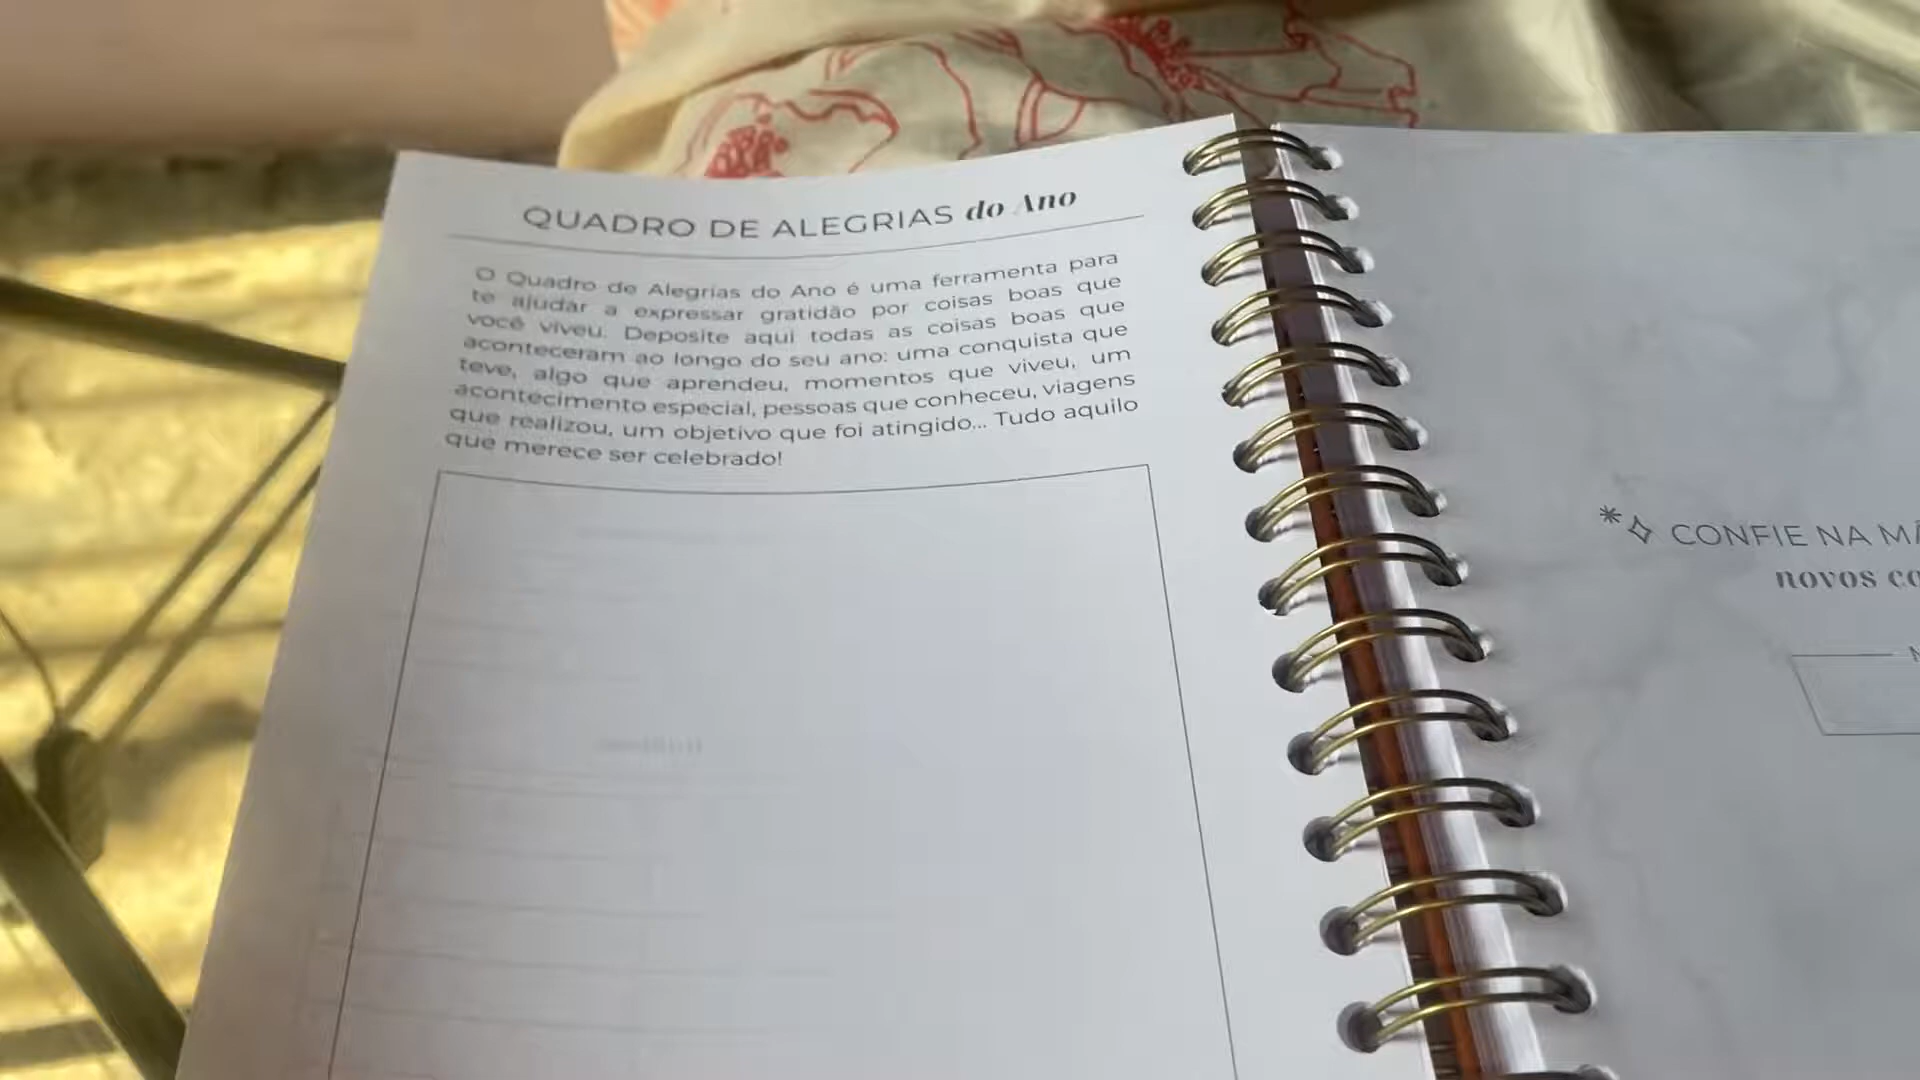 QUADRO DE ALEGRIAS do Ano
O Quadro de Alegrias do Ano é uma ferramenta para
te ajudar a expressar gratidão por coisas boas que
você viveu. Deposite aqui todas as coisas boas que
aconteceram ao longo do seu ano: uma conquista que
teve, algo que aprendeu, momentos que viveu, um
acontecimento especial, pessoas que conheceu, viagens
que realizou, um objetivo que foi atingido... Tudo aquilo
que merece ser celebrado!
CONFIE NA
novos